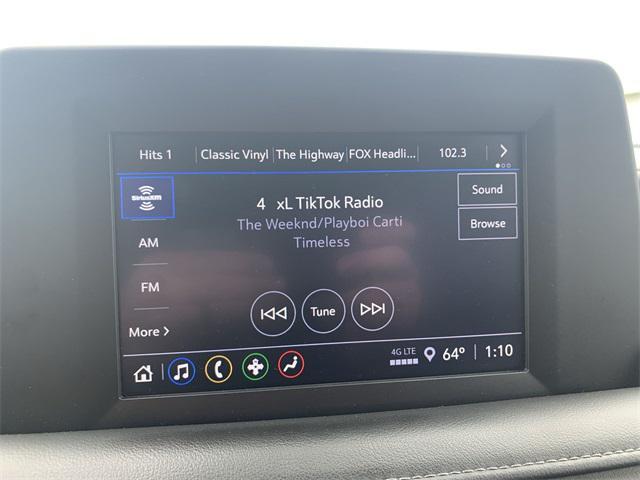 Hits 1 Classic Vinyl The Highway FOX Headli... 102.3
SiriusXM
4 xL TikTok Radio
Sound
The Weeknd/Playboi Carti
Browse
Timeless
AM
FM
Tune
More
4G LTE
64° 1:10